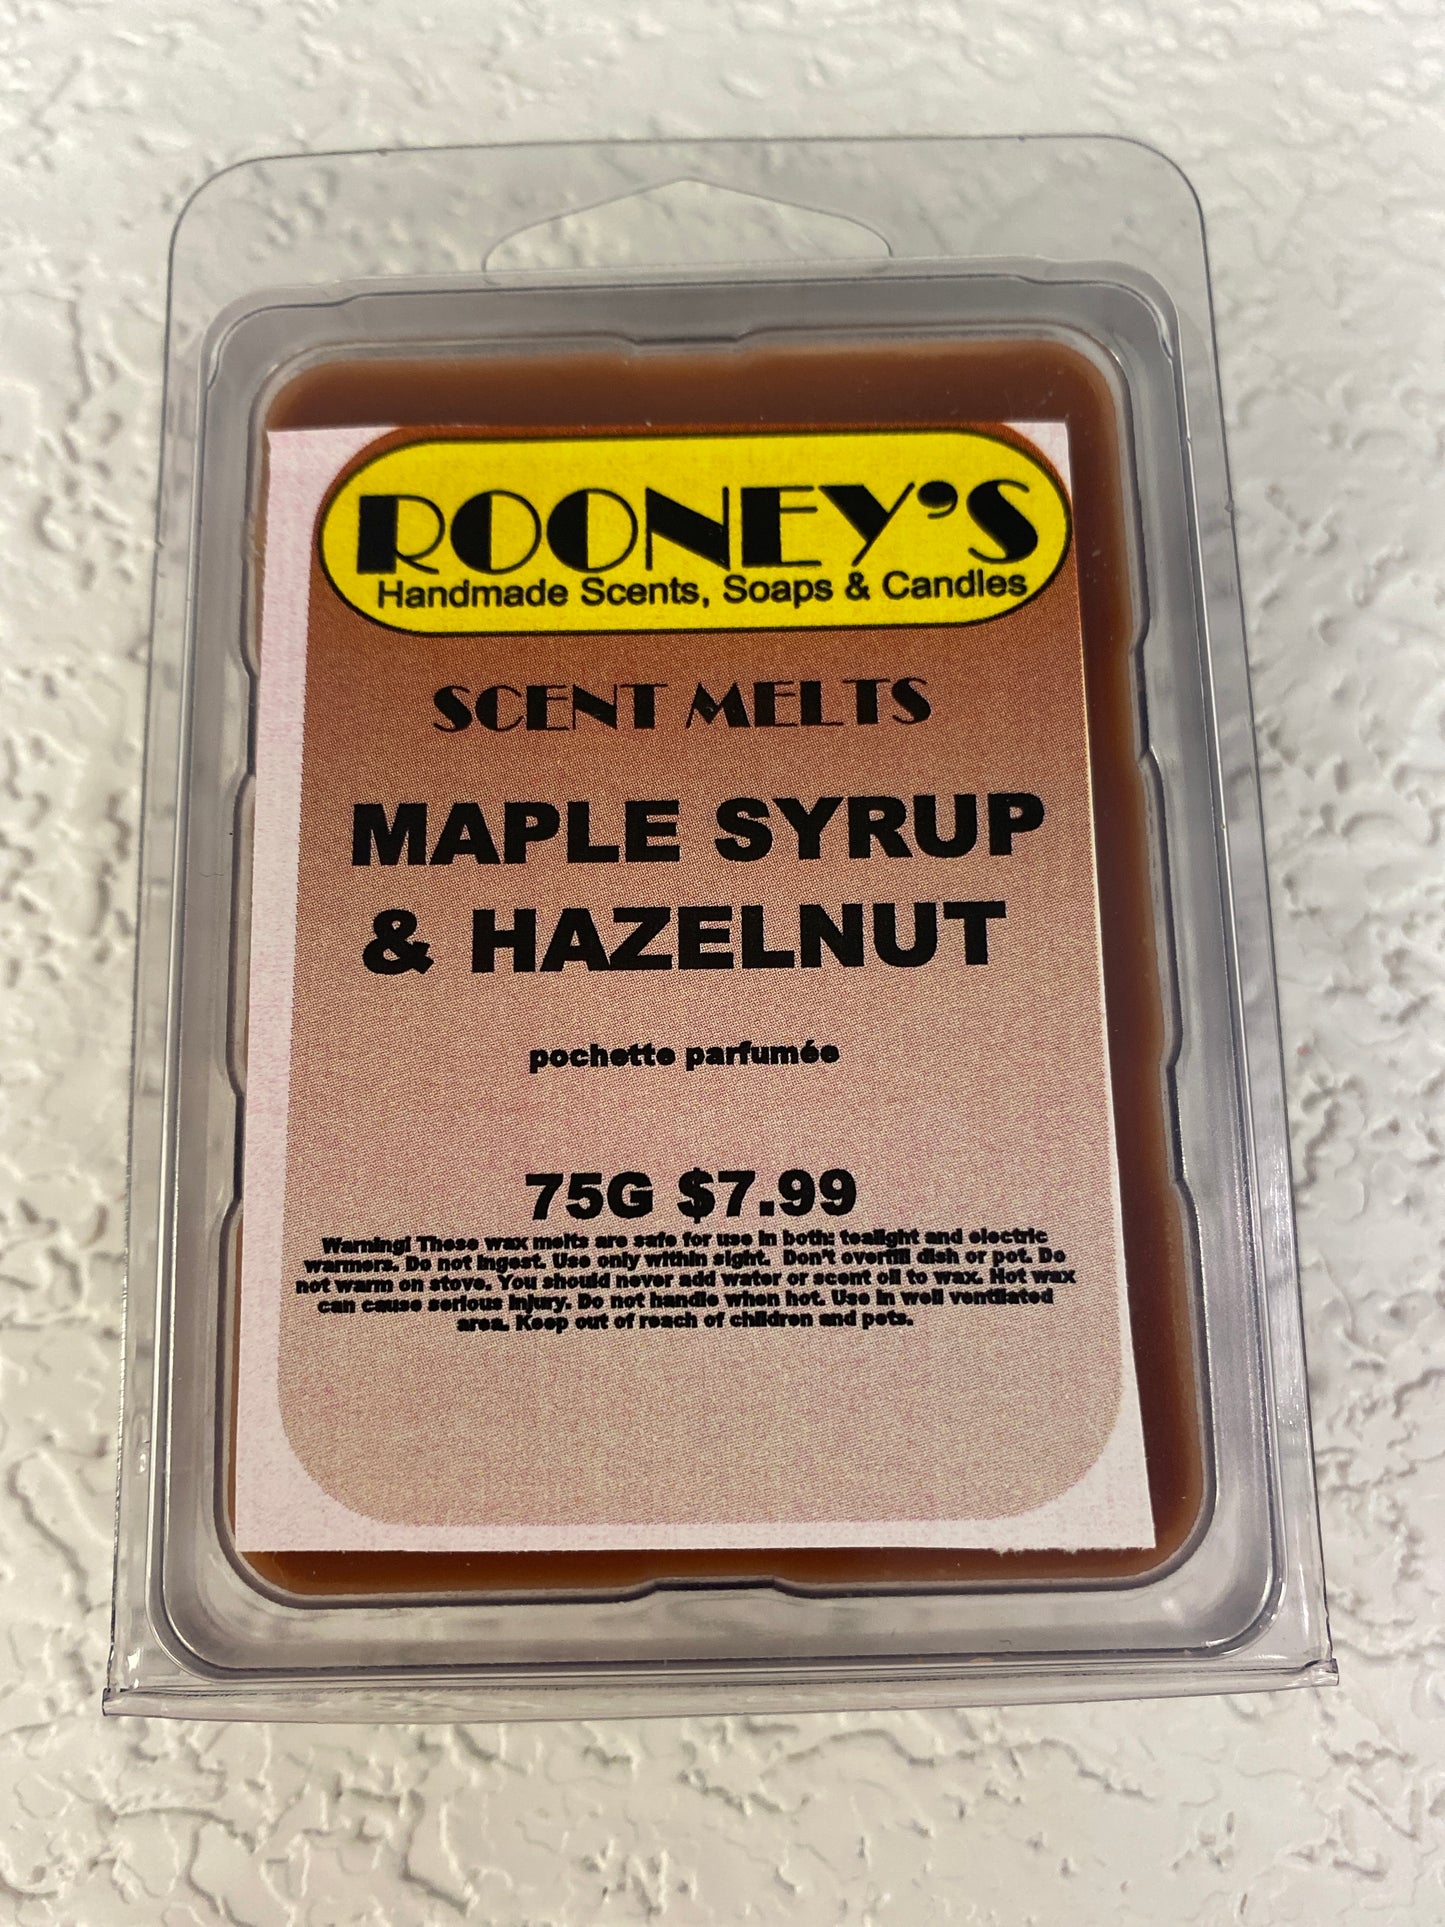 ROONEY'S
Handmade Scents, Soaps & Candles
SCENT MELTS
MAPLE SYRUP
& HAZELNUT
pochette parfumée
75G $7.99
Warning! These wax melts are safe for use in both: tealight and electric
warmers. Do not ingest. Use only within sight. Don't overfill dish or pot. Do
not warm on stove. You should never add water or scent oil to wax. Hot wax
can cause serious injury. Do not handle when hot. Use in well ventilated
area. Keep out of reach of children and pets.